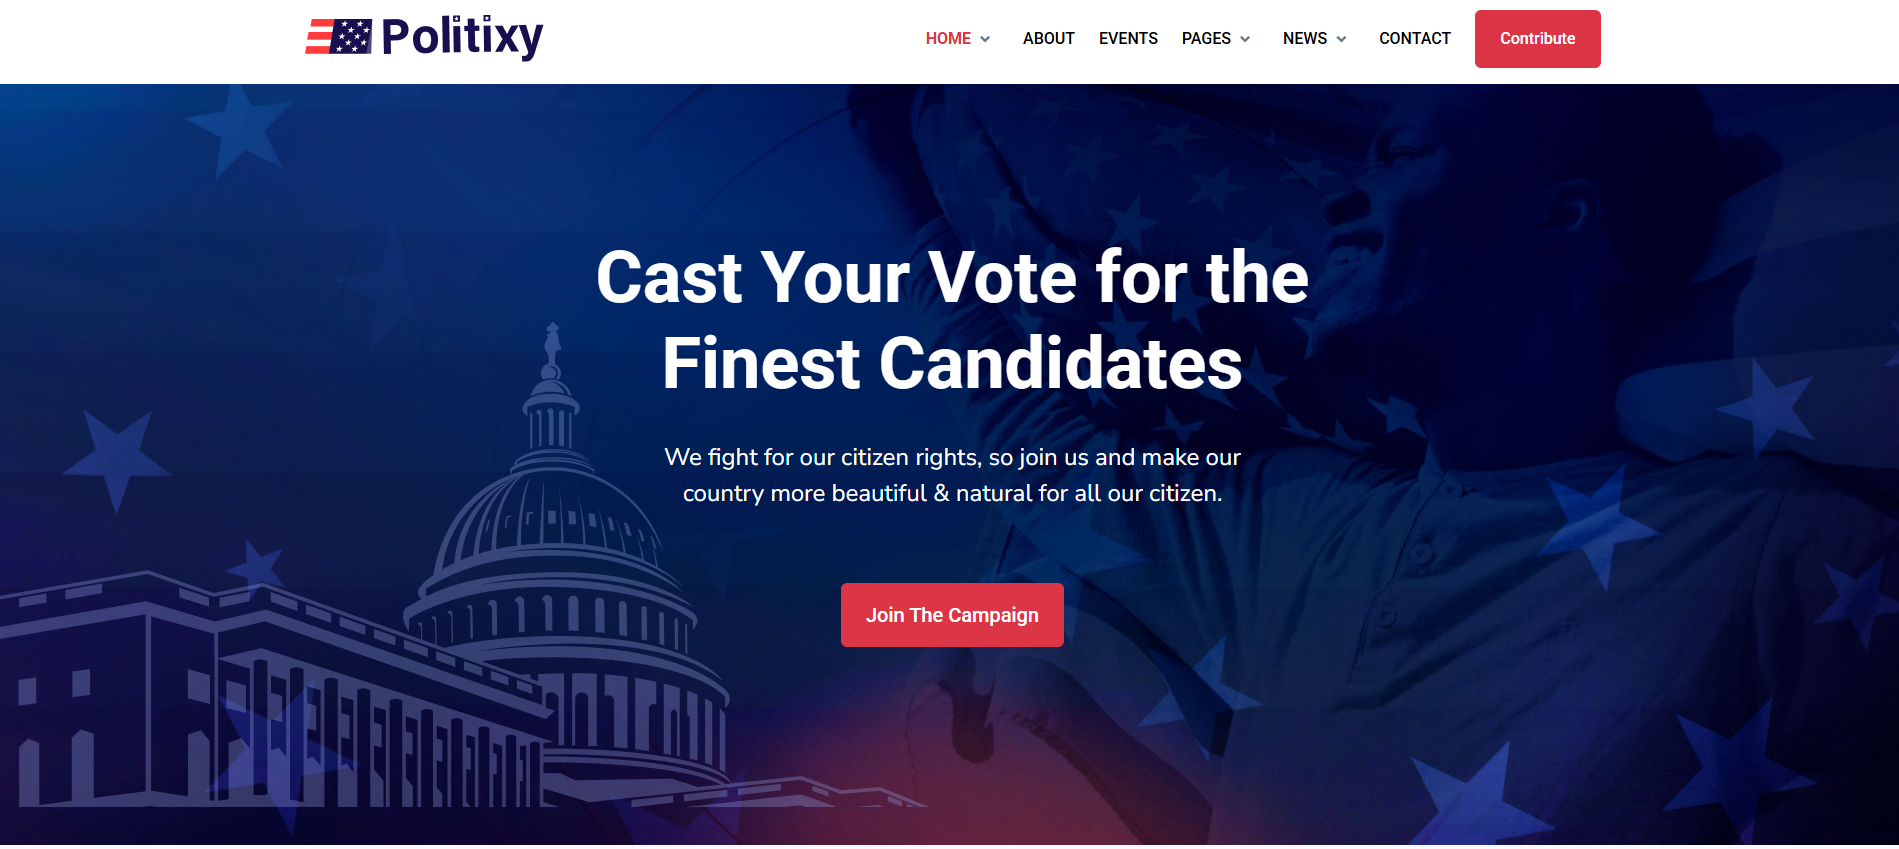 Politixy
HOME ABOUT EVENTS PAGES NEWS CONTACT Contribute
Cast Your Vote for the
Finest Candidates
We fight for our citizen rights, so join us and make our
country more beautiful & natural for all our citizen.
Join The Campaign